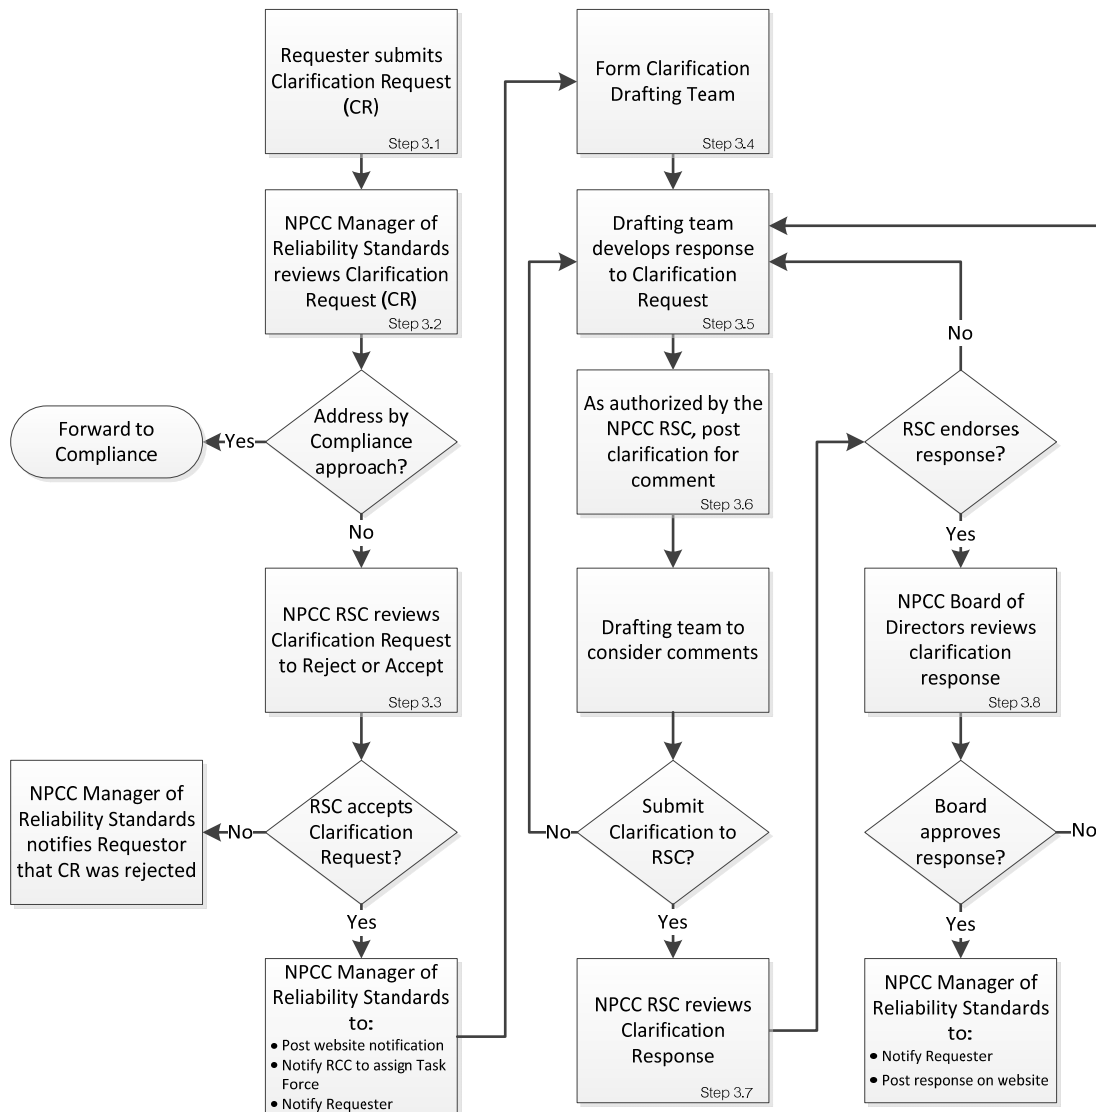 Requester submits
Clarification Request
(CR)
Step 3.1
NPCC Manager of
Reliability Standards
reviews Clarification
Request (CR)
Step 3.2
Address by
Compliance
approach?
Yes
Forward to
Compliance
No
NPCC RSC reviews
Clarification Request
to Reject or Accept
Step 3.3
RSC accepts
Clarification
Request?
No
NPCC Manager of
Reliability Standards
notifies Requestor
that CR was rejected
Yes
NPCC Manager of
Reliability Standards
to:
• Post website notification
• Notify RCC to assign Task
Force
• Notify Requester
Form Clarification
Drafting Team
Step 3.4
Drafting team
develops response
to Clarification
Request
Step 3.5
As authorized by the
NPCC RSC, post
clarification for
comment
Step 3.6
Drafting team to
consider comments
Submit
Clarification to
RSC?
No
Yes
NPCC RSC reviews
Clarification
Response
Step 3.7
RSC endorses
response?
No
Yes
NPCC Board of
Directors reviews
clarification
response
Step 3.8
Board
approves
response?
No
Yes
NPCC Manager of
Reliability Standards
to:
• Notify Requester
• Post response on website